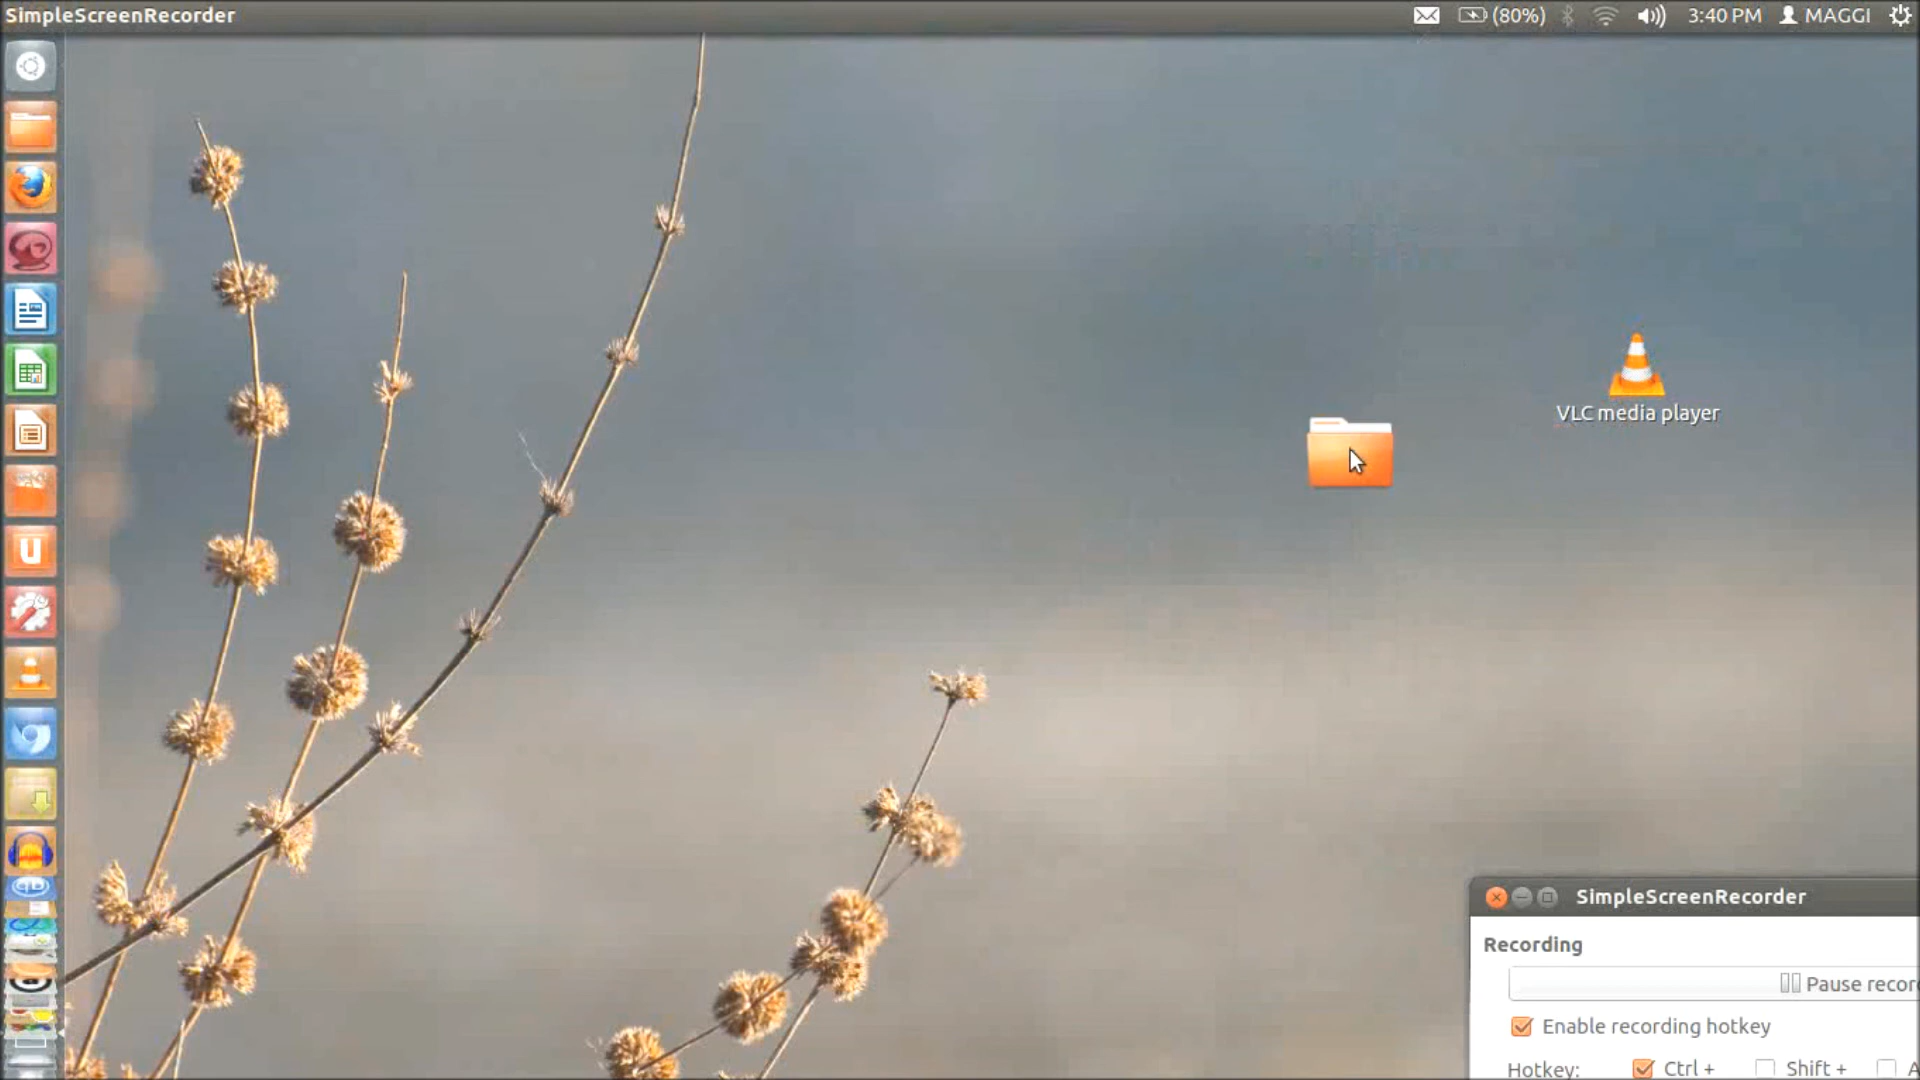 SimpleScreenRecorder
(80%)
3:40 PM
MAGGI
VLC media player
SimpleScreenRecorder
Recording
Pause recor
Enable recording hotkey
Hotkey:
Ctrl +
Shift +
A